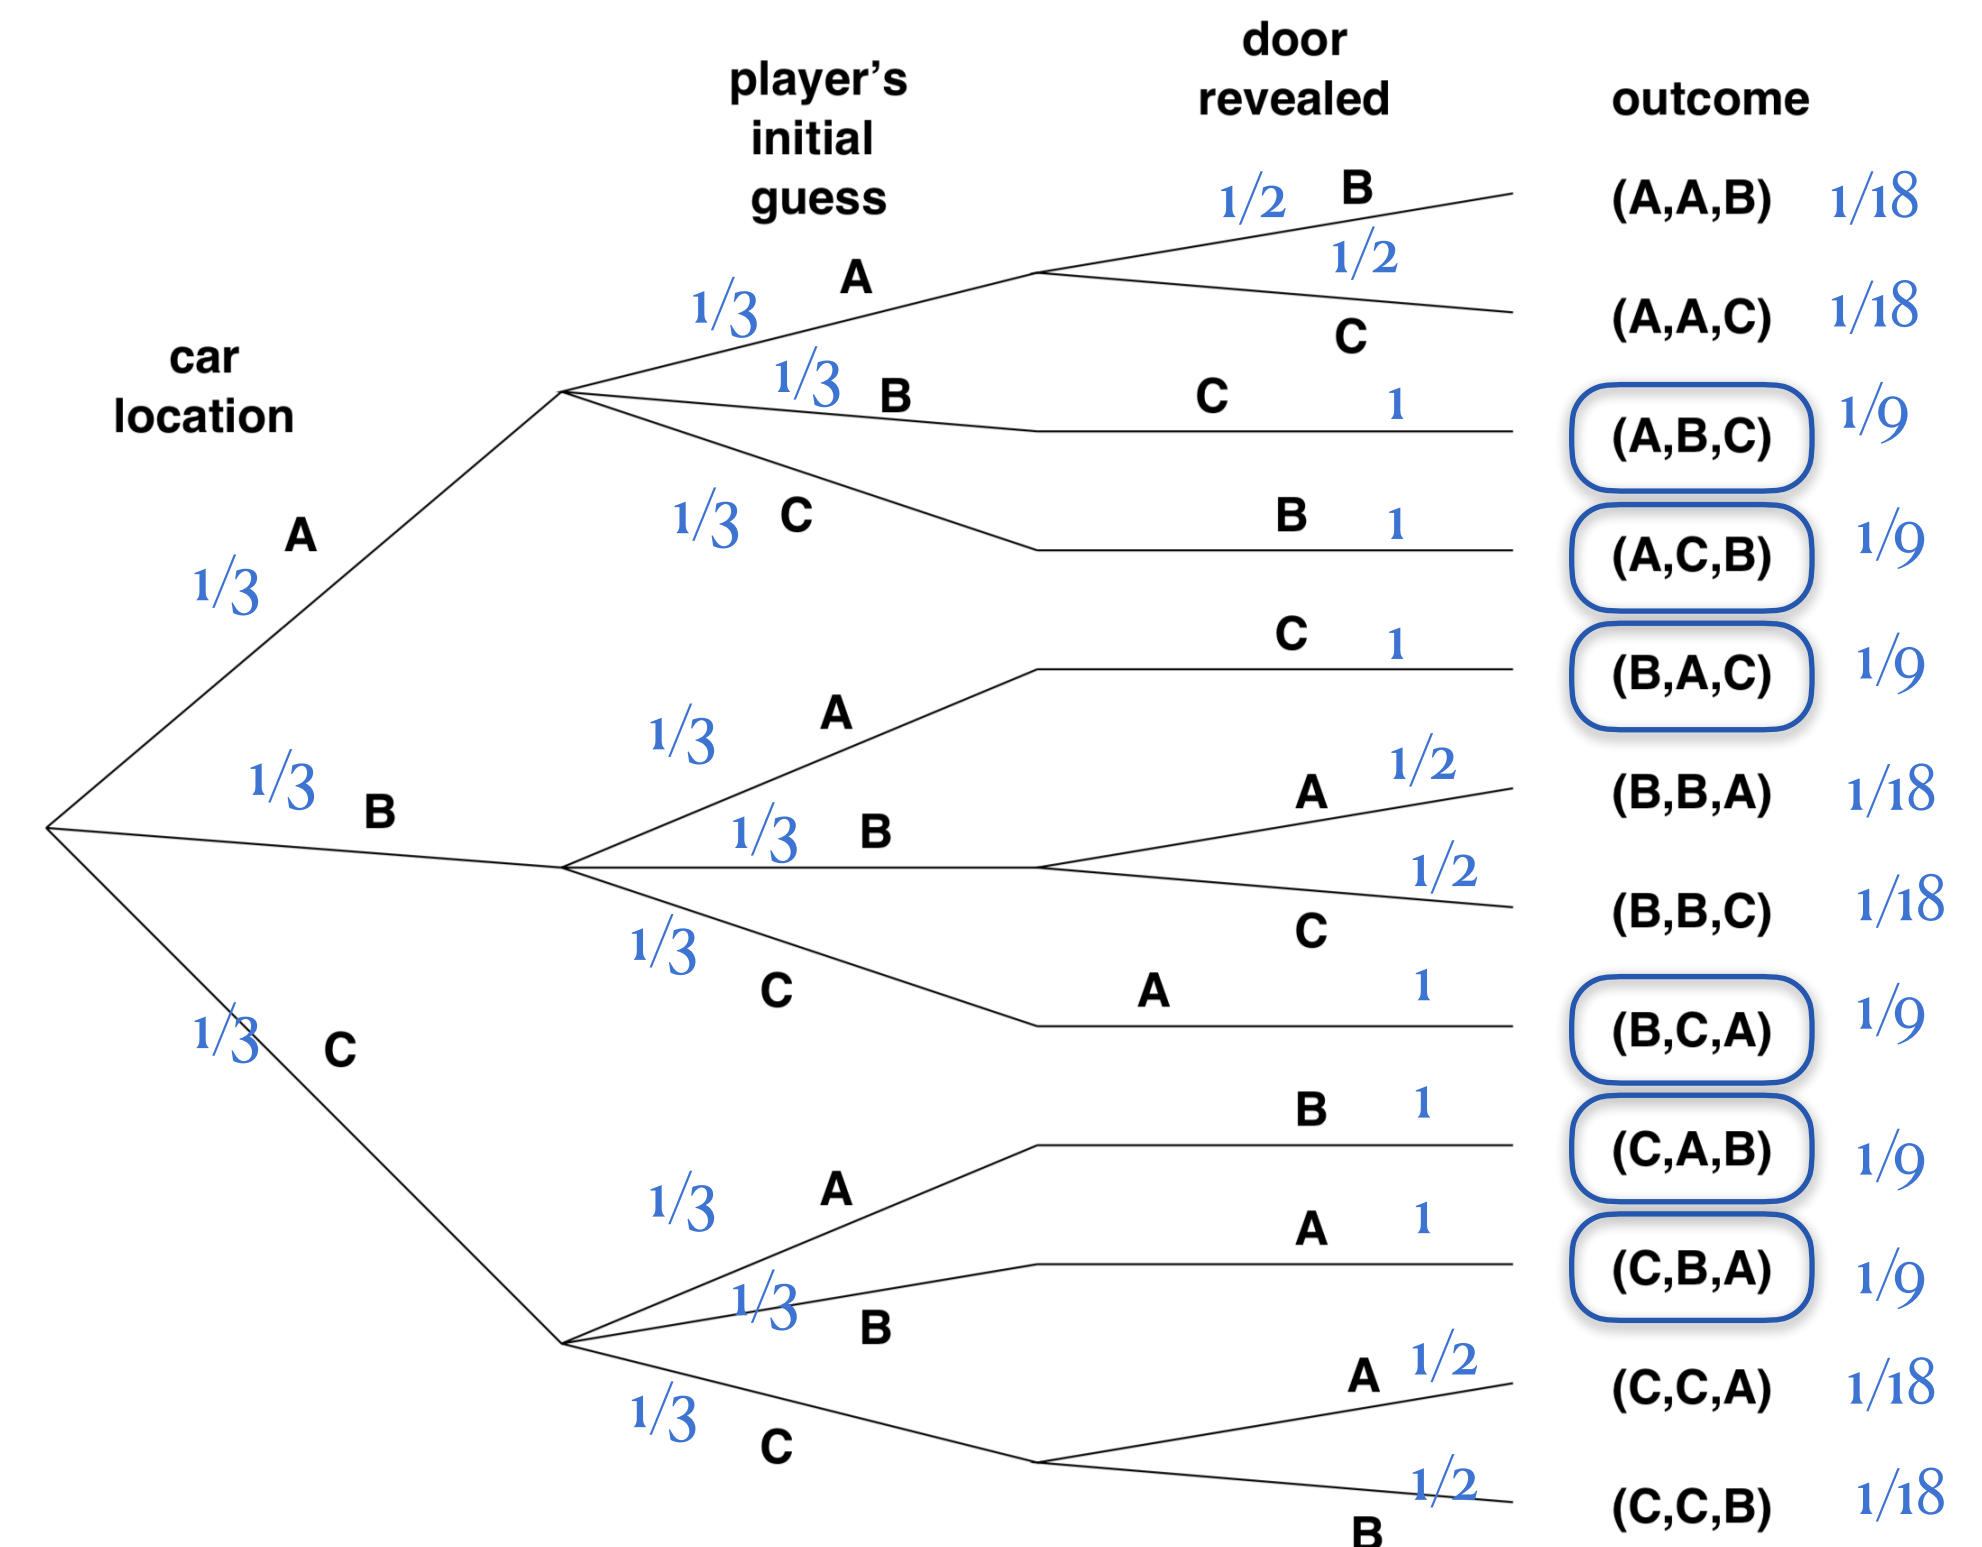 door
revealed
player's
initial
guess
outcome
car
location
1/3 A
1/3 B
1/3 C
1/3 A
1/3 B
1/3 C
1/3 A
1/3 B
1/3 C
1/3 A
1/3 B
1/3 C
1/2 B (A,A,B) 1/18
1/2 C (A,A,C) 1/18
C 1 (A,B,C) 1/9
B 1 (A,C,B) 1/9
C 1 (B,A,C) 1/9
A 1/2 (B,B,A) 1/18
1/2 C (B,B,C) 1/18
A 1 (B,C,A) 1/9
B 1 (C,A,B) 1/9
A 1 (C,B,A) 1/9
A 1/2 (C,C,A) 1/18
1/2 B (C,C,B) 1/18